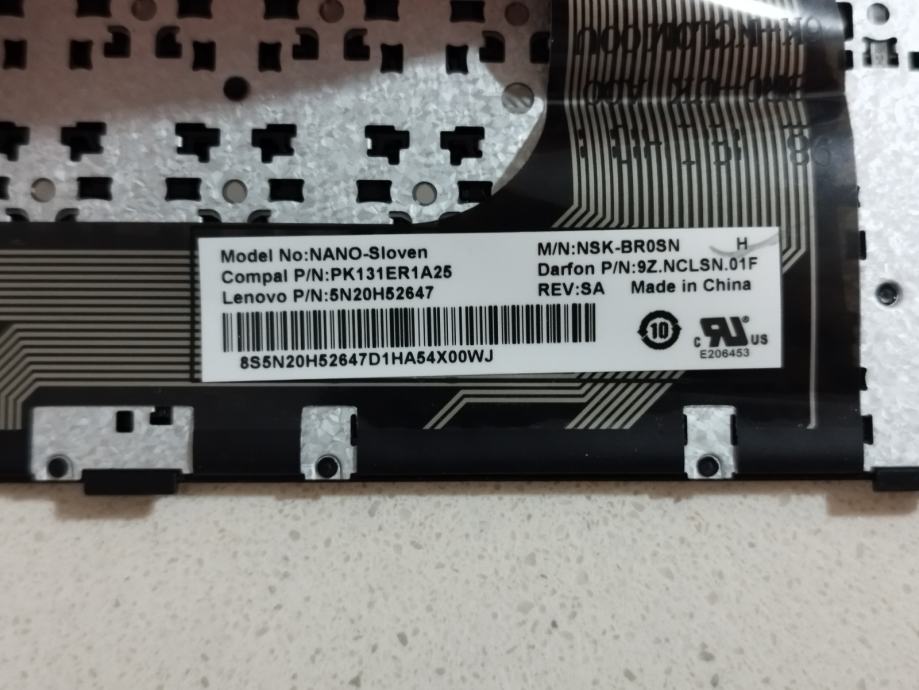 Model No:NANO-Sloven
Compal P/N:PK131ER1A25
Lenovo P/N:5N20H52647
M/N:NSK-BR0SN H
Darfon P/N:9Z.NCLSN.01F
REV:SA Made in China
8S5N20H52647D1HA54X00WJ
10
c RU US
E206453